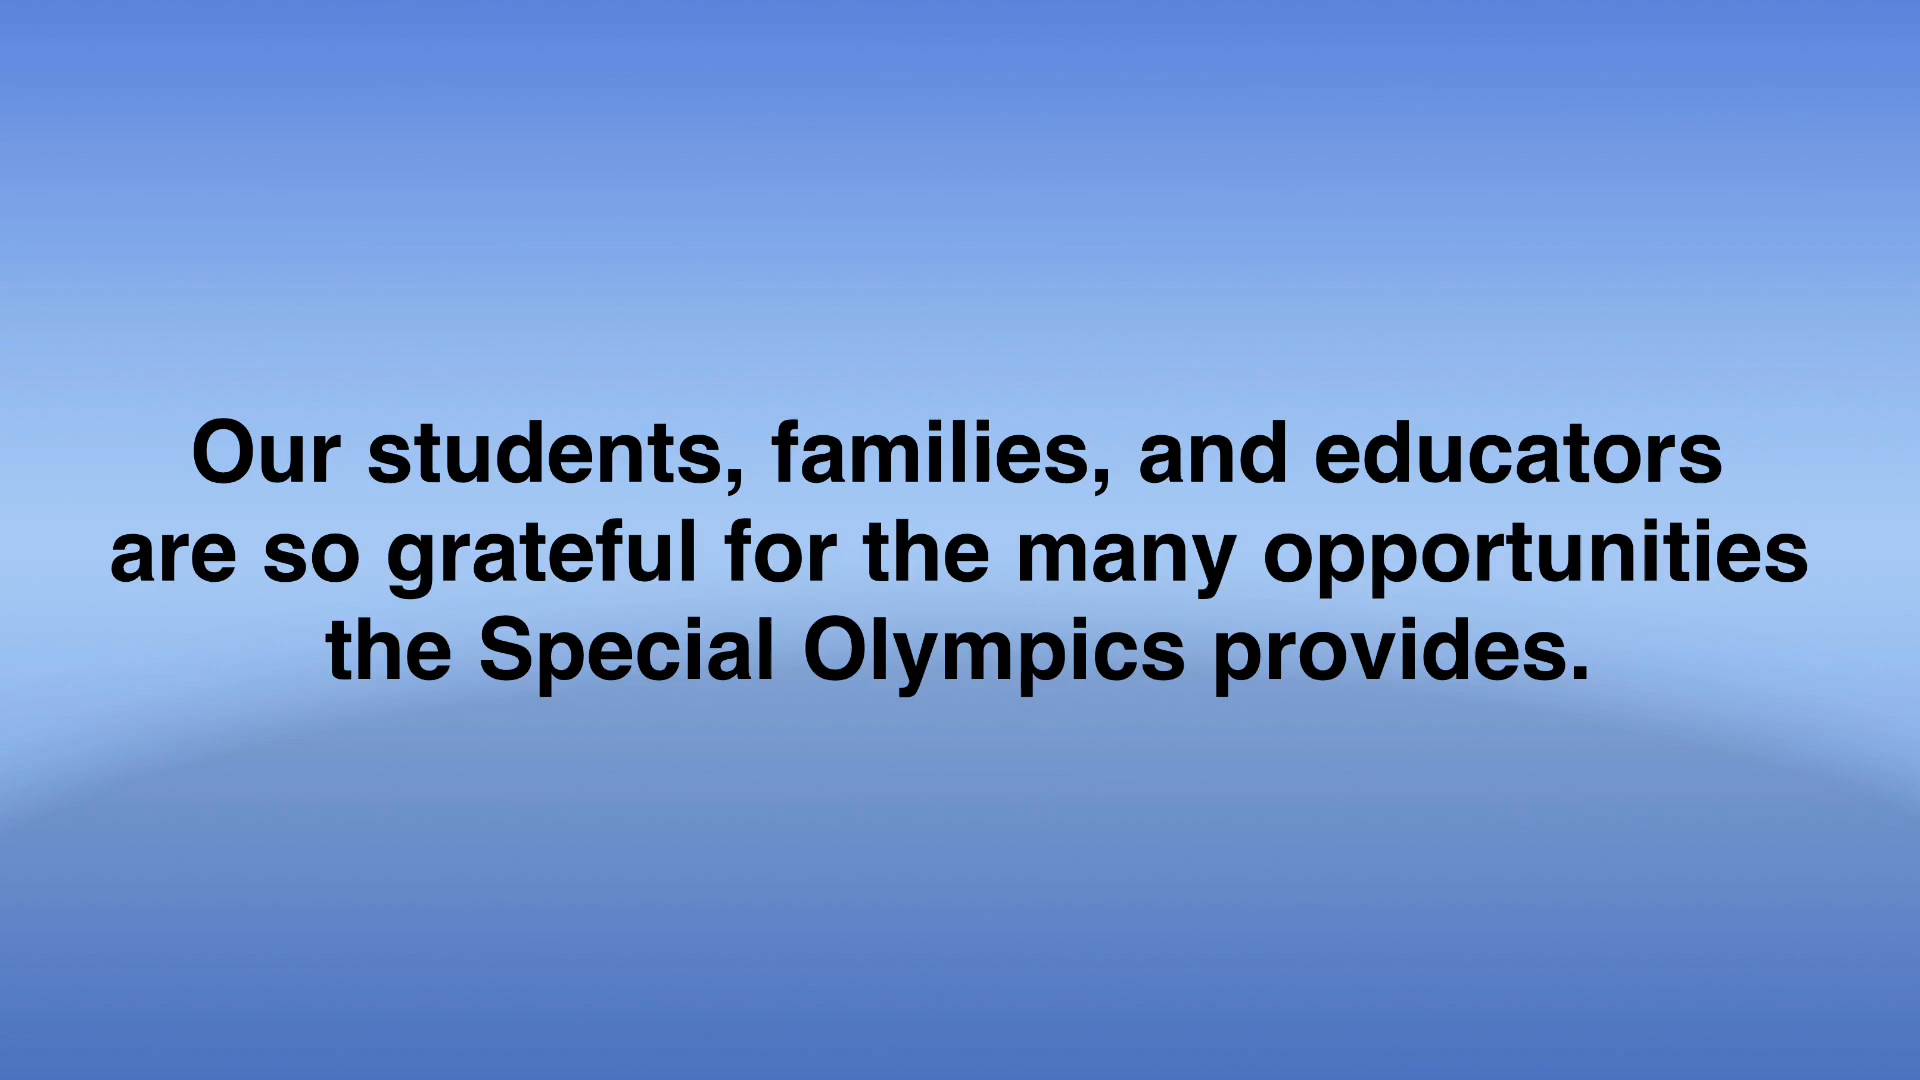 Our students, families, and educators
are so grateful for the many opportunities
the Special Olympics provides.